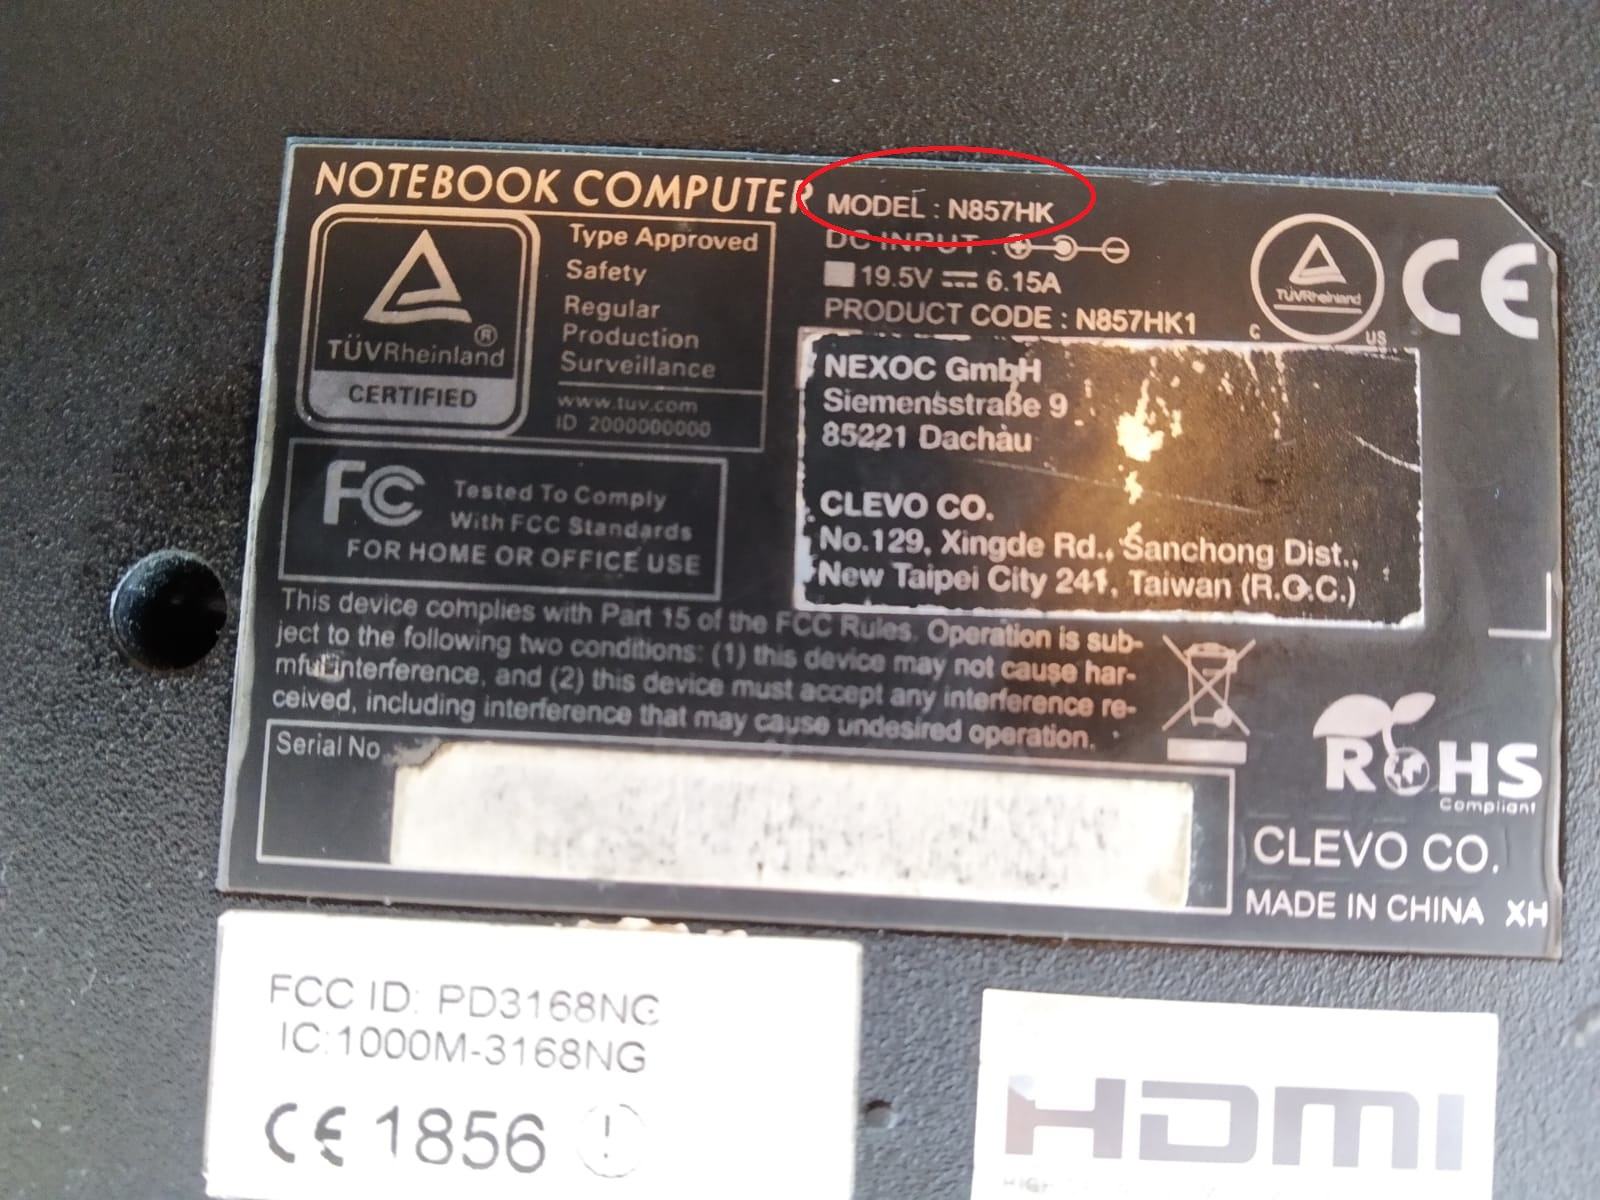 NOTEBOOK COMPUTER
MODEL : N857HK
DC INPUT :
19.5V 6.15A
PRODUCT CODE : N857HK1
TÜVRheinland
®
CERTIFIED
Type Approved
Safety
Regular
Production
Surveillance
www.tuv.com
ID 2000000000
TÜVRheinland
C US
CE
NEXOC GmbH
Siemensstraße 9
85221 Dachau
CLEVO CO.
No.129, Xingde Rd., Sanchong Dist.,
New Taipei City 241, Taiwan (R.O.C.)
FC Tested To Comply
With FCC Standards
FOR HOME OR OFFICE USE
This device complies with Part 15 of the FCC Rules. Operation is sub-
ject to the following two conditions: (1) this device may not cause har-
mful interference, and (2) this device must accept any interference re-
ceived, including interference that may cause undesired operation.
Serial No.
RoHS
Compliant
CLEVO CO.
MADE IN CHINA XH
FCC ID: PD3168NG
IC:1000M-3168NG
CE 1856 !
HDMI